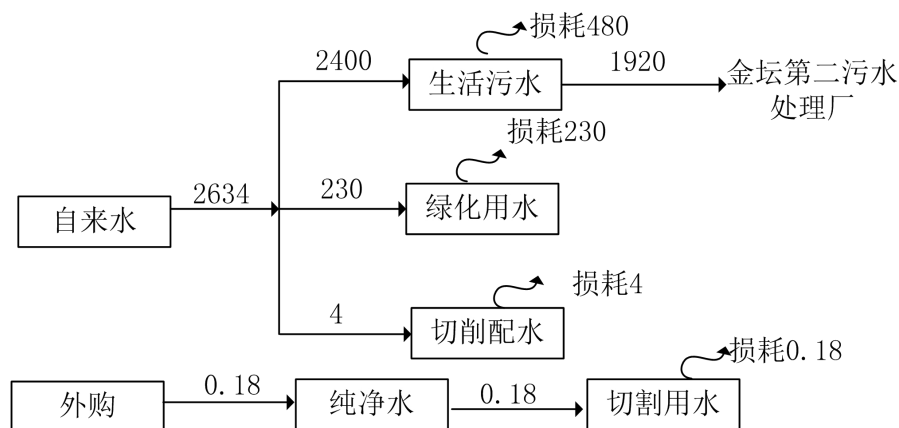 损耗480
2400
生活污水
1920
金坛第二污水
处理厂
损耗230
自来水
2634
230
绿化用水
损耗4
4
切削配水
损耗0.18
外购
0.18
纯净水
0.18
切割用水